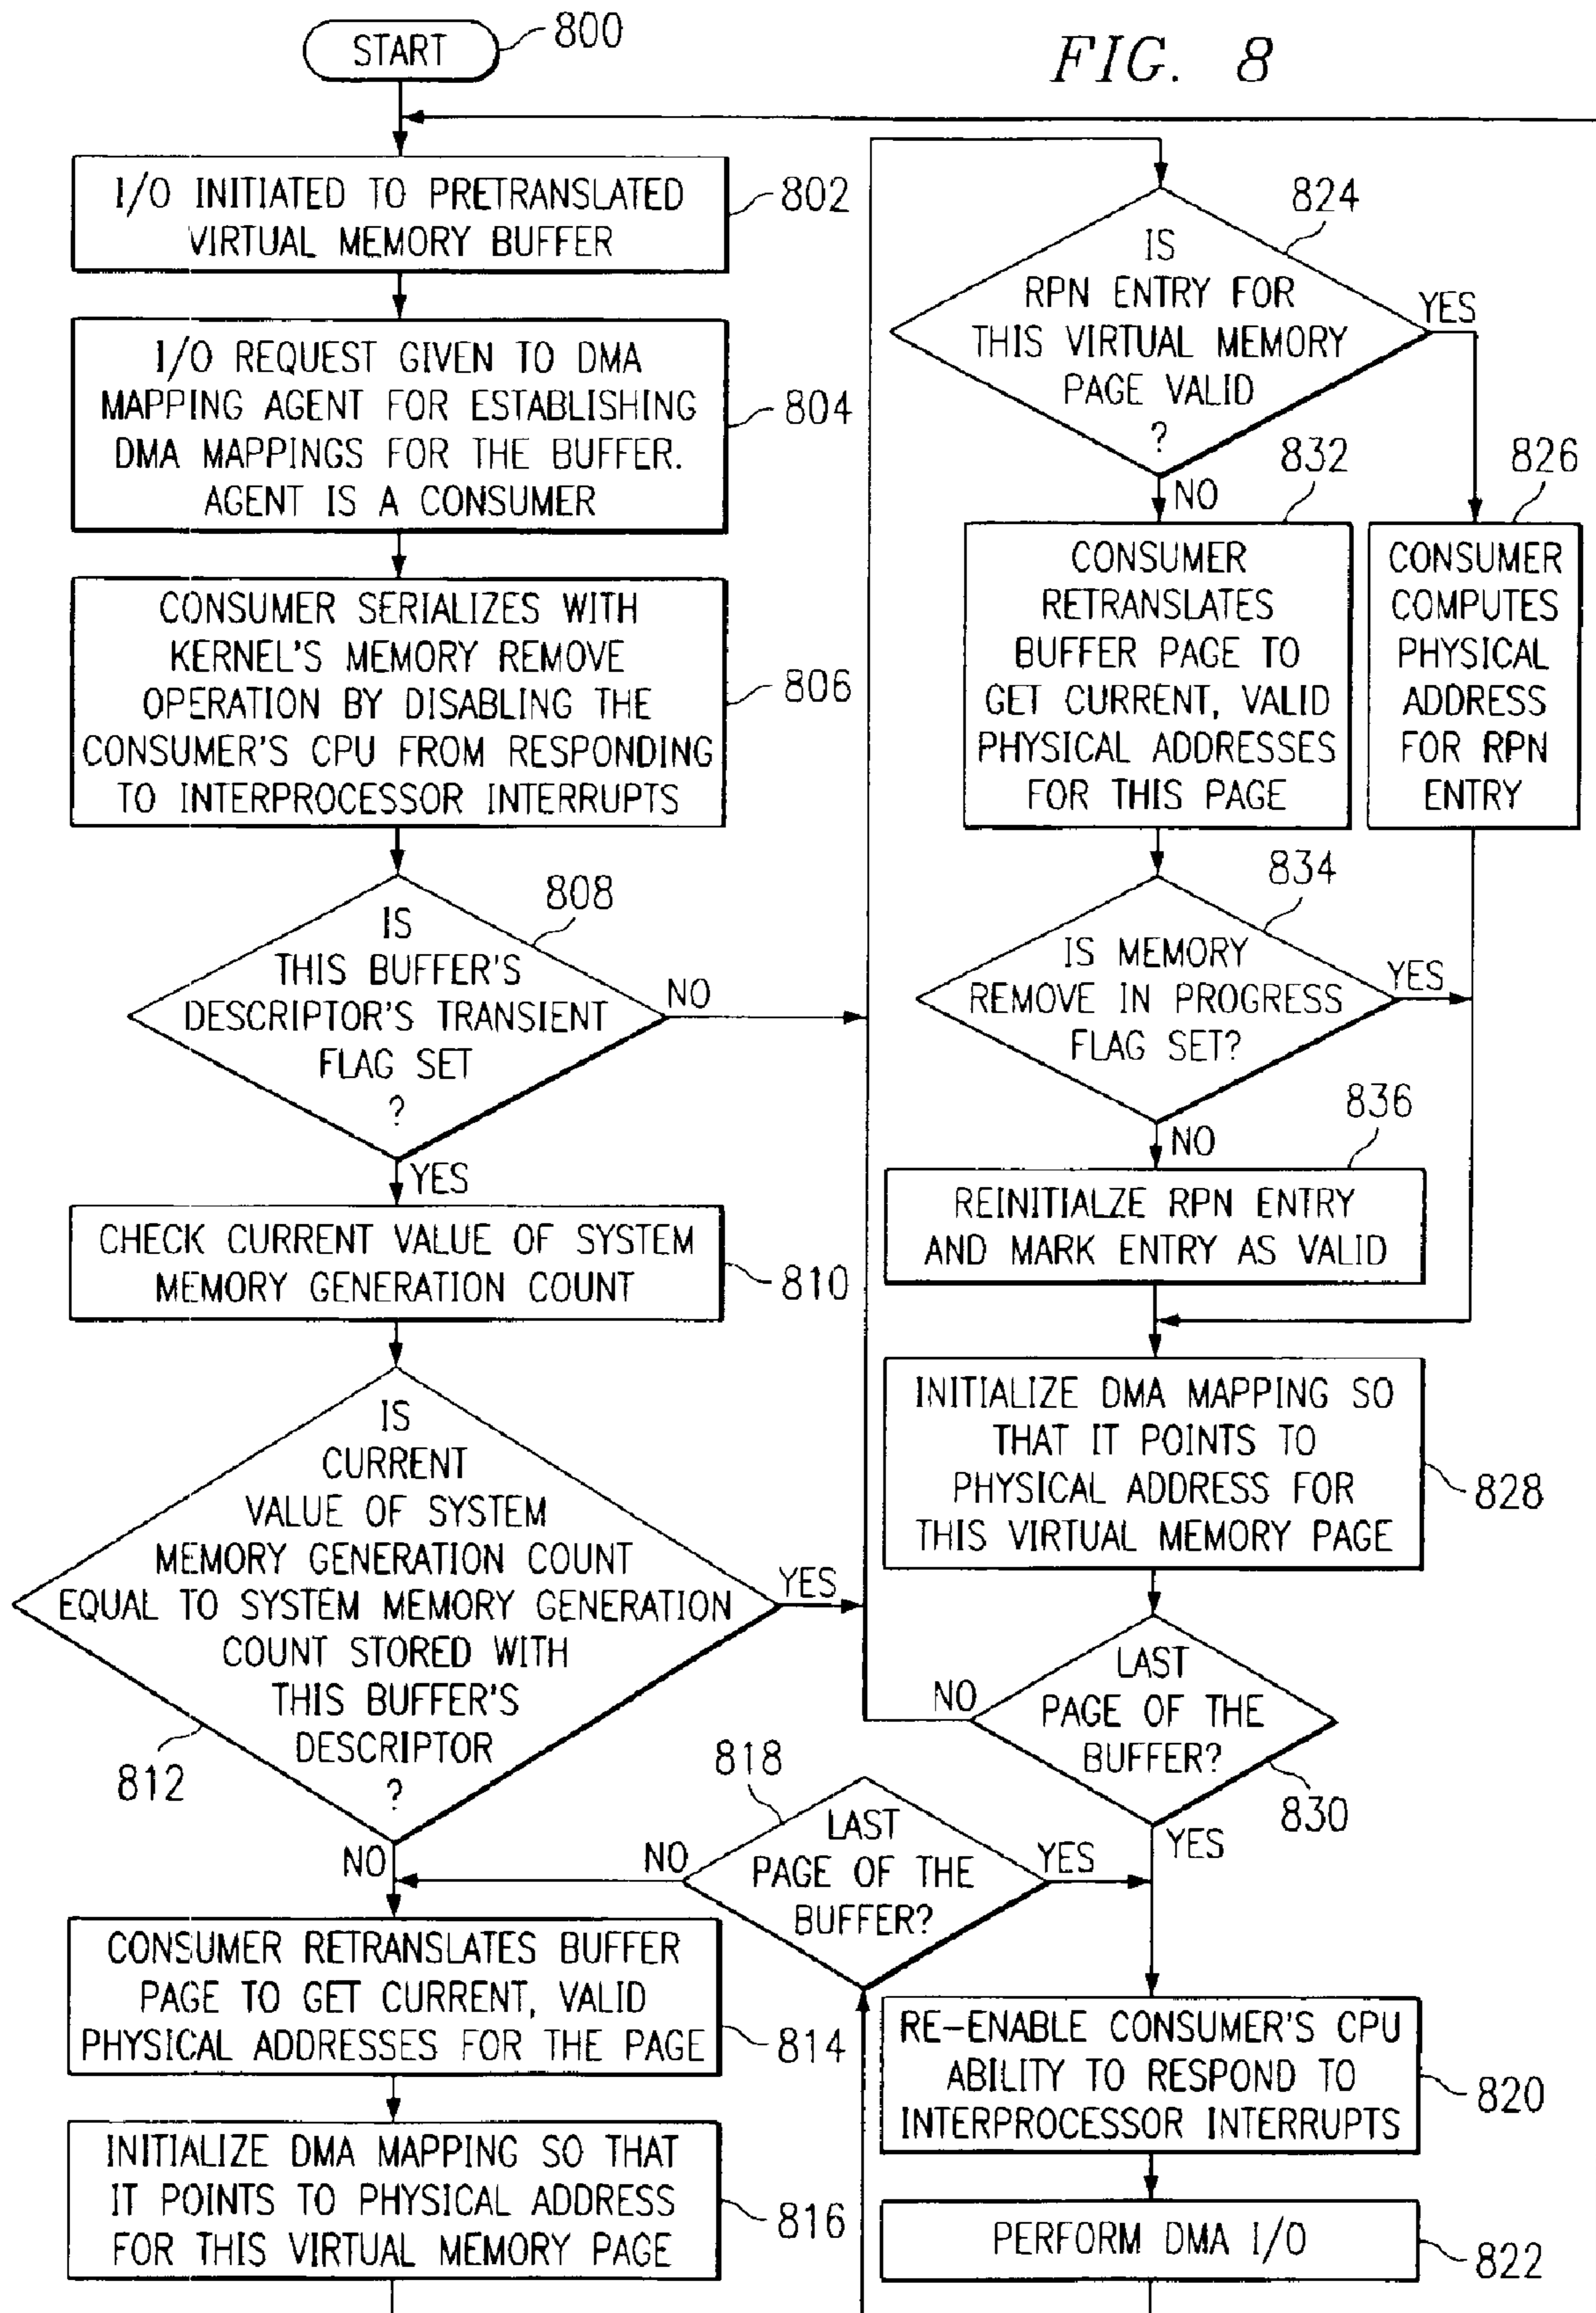 START
800
FIG. 8
I/O INITIATED TO PRETRANSLATED
VIRTUAL MEMORY BUFFER
802
I/O REQUEST GIVEN TO DMA
MAPPING AGENT FOR ESTABLISHING
DMA MAPPINGS FOR THE BUFFER.
AGENT IS A CONSUMER
804
CONSUMER SERIALIZES WITH
KERNEL'S MEMORY REMOVE
OPERATION BY DISABLING THE
CONSUMER'S CPU FROM RESPONDING
TO INTERPROCESSOR INTERRUPTS
806
IS
THIS BUFFER'S
DESCRIPTOR'S TRANSIENT
FLAG SET
?
808
NO
YES
CHECK CURRENT VALUE OF SYSTEM
MEMORY GENERATION COUNT
810
IS
CURRENT
VALUE OF SYSTEM
MEMORY GENERATION COUNT
EQUAL TO SYSTEM MEMORY GENERATION
COUNT STORED WITH
THIS BUFFER'S
DESCRIPTOR
?
812
YES
NO
CONSUMER RETRANSLATES BUFFER
PAGE TO GET CURRENT, VALID
PHYSICAL ADDRESSES FOR THE PAGE
814
INITIALIZE DMA MAPPING SO THAT
IT POINTS TO PHYSICAL ADDRESS
FOR THIS VIRTUAL MEMORY PAGE
816
818
LAST
PAGE OF THE
BUFFER?
NO
YES
IS
RPN ENTRY FOR
THIS VIRTUAL MEMORY
PAGE VALID
?
824
YES
NO
832
CONSUMER
RETRANSLATES
BUFFER PAGE TO
GET CURRENT, VALID
PHYSICAL ADDRESSES
FOR THIS PAGE
826
CONSUMER
COMPUTES
PHYSICAL
ADDRESS
FOR RPN
ENTRY
834
IS MEMORY
REMOVE IN PROGRESS
FLAG SET?
YES
NO
836
REINITIALZE RPN ENTRY
AND MARK ENTRY AS VALID
INITIALIZE DMA MAPPING SO
THAT IT POINTS TO
PHYSICAL ADDRESS FOR
THIS VIRTUAL MEMORY PAGE
828
LAST
PAGE OF THE
BUFFER?
NO
830
YES
RE-ENABLE CONSUMER'S CPU
ABILITY TO RESPOND TO
INTERPROCESSOR INTERRUPTS
820
PERFORM DMA I/O
822